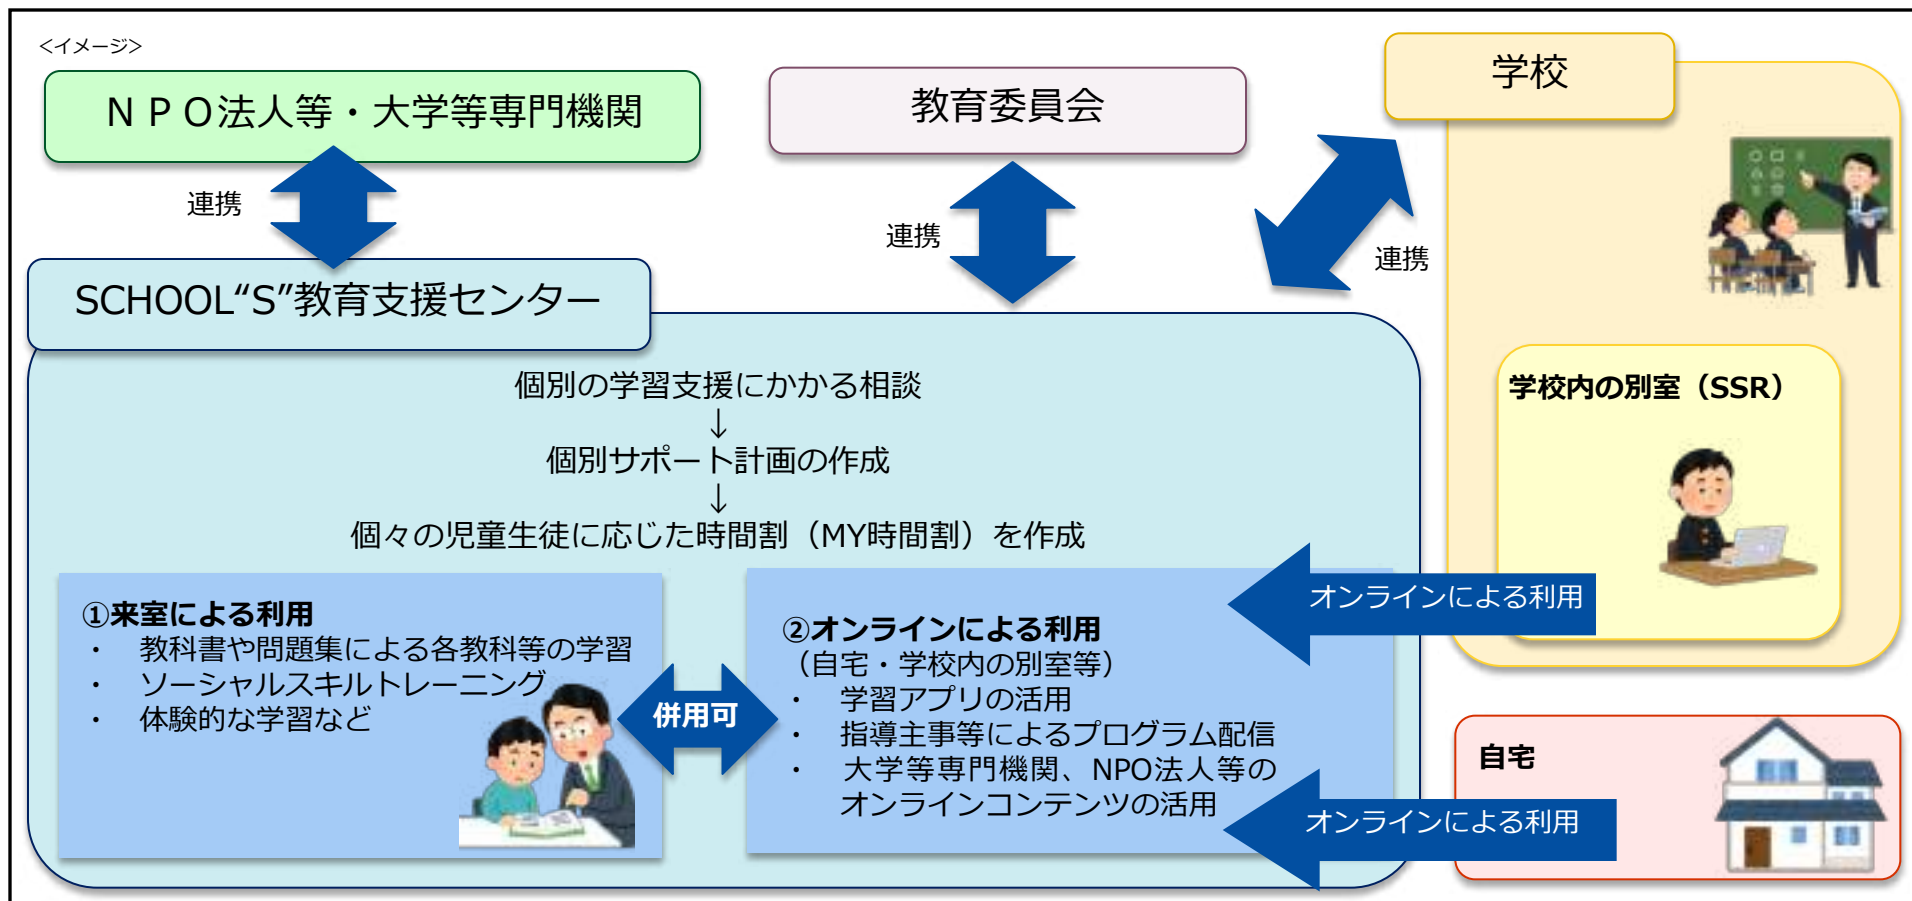 <イメージ>
ＮＰＯ法人等・大学等専門機関
教育委員会
学校
連携
連携
連携
SCHOOL“S”教育支援センター
個別の学習支援にかかる相談
↓
個別サポート計画の作成
↓
個々の児童生徒に応じた時間割（MY時間割）を作成
①来室による利用
・　教科書や問題集による各教科等の学習
・　ソーシャルスキルトレーニング
・　体験的な学習など
併用可
②オンラインによる利用
（自宅・学校内の別室等）
・　学習アプリの活用
・　指導主事等によるプログラム配信
・　大学等専門機関、NPO法人等の
オンラインコンテンツの活用
学校内の別室（SSR）
オンラインによる利用
自宅
オンラインによる利用